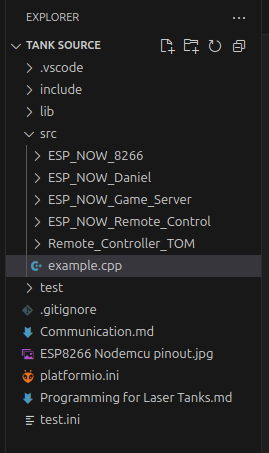 EXPLORER
TANK SOURCE
.vscode
include
lib
src
ESP_NOW_8266
ESP_NOW_Daniel
ESP_NOW_Game_Server
ESP_NOW_Remote_Control
Remote_Controller_TOM
example.cpp
test
.gitignore
Communication.md
ESP8266 Nodemcu pinout.jpg
platformio.ini
Programming for Laser Tanks.md
test.ini